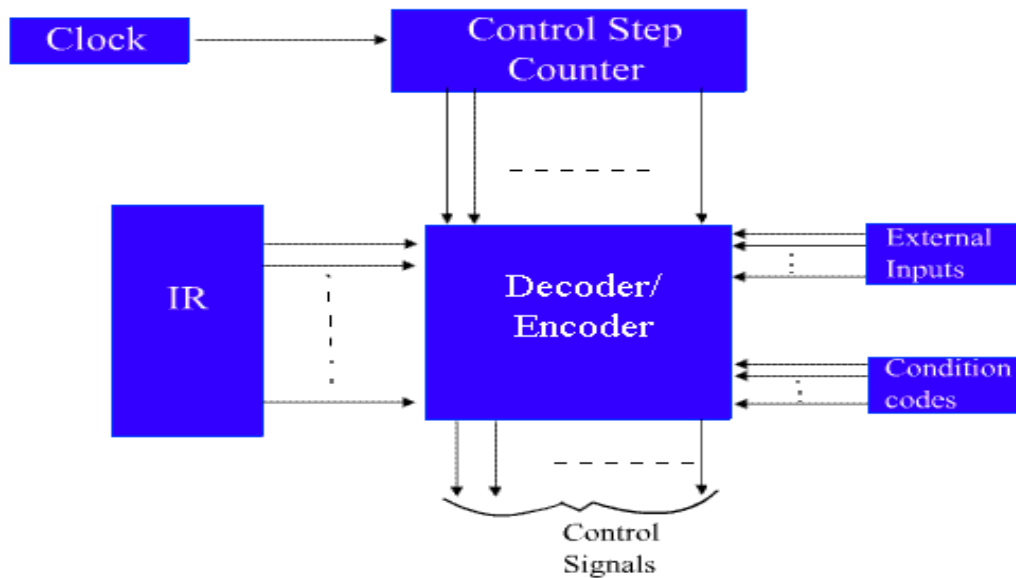 Clock
Control Step
Counter
IR
Decoder/
Encoder
External
Inputs
Condition
codes
Control
Signals